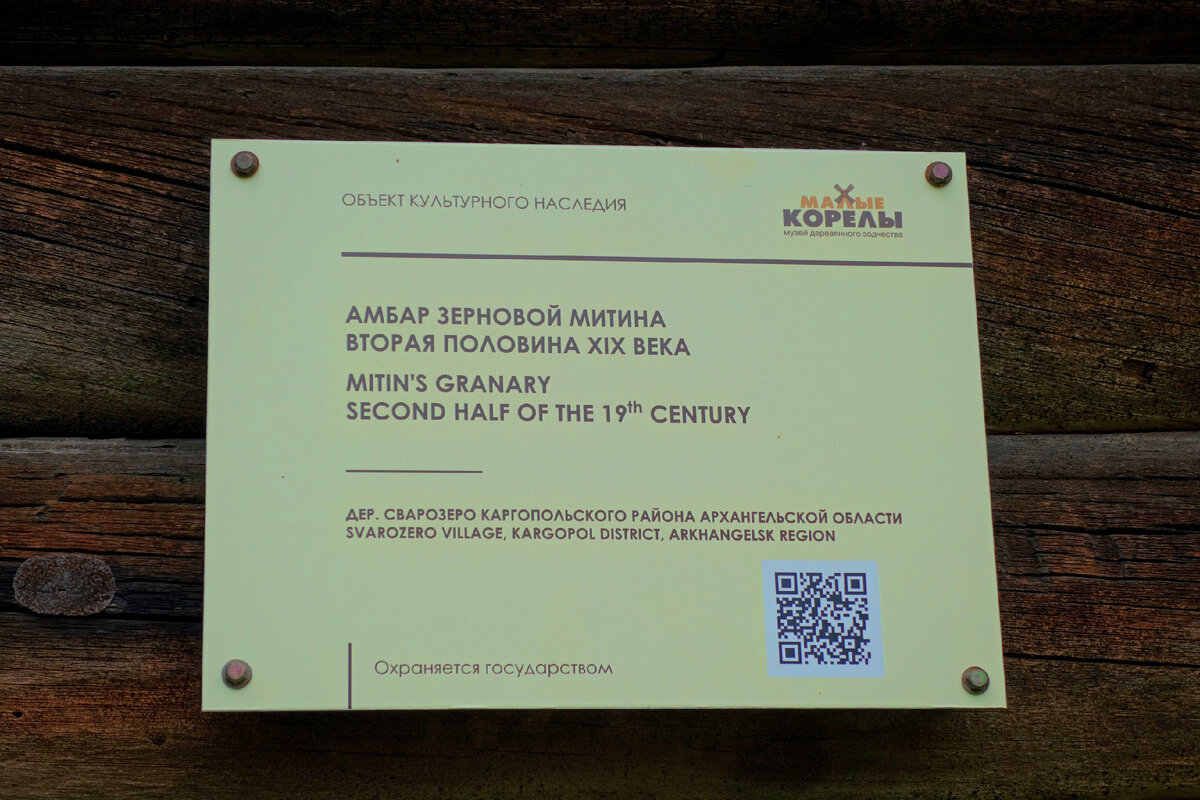 ОБЪЕКТ КУЛЬТУРНОГО НАСЛЕДИЯ
МАЛЫЕ
КОРЕЛЫ
музей деревянного зодчества
АМБАР ЗЕРНОВОЙ МИТИНА
ВТОРАЯ ПОЛОВИНА XIX ВЕКА
MITIN'S GRANARY
SECOND HALF OF THE 19th CENTURY
ДЕР. СВАРОЗЕРО КАРГОПОЛЬСКОГО РАЙОНА АРХАНГЕЛЬСКОЙ ОБЛАСТИ
SVAROZERO VILLAGE, KARGOPOL DISTRICT, ARKHANGELSK REGION
Охраняется государством